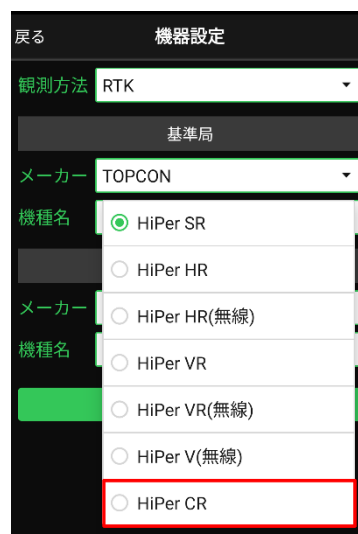 戻る 機器設定
観測方法 RTK
基準局
メーカー TOPCON
機種名
HiPer SR
HiPer HR
メーカー
HiPer HR(無線)
機種名
HiPer VR
HiPer VR(無線)
HiPer V(無線)
HiPer CR